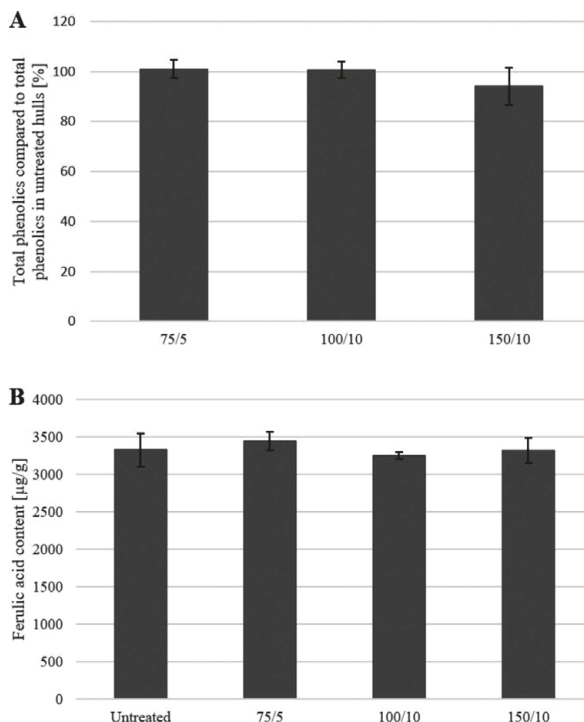 A
Total phenolics compared to total
phenolics in untreated hulls [%]
120
100
80
60
40
20
0
75/5 100/10 150/10
B
Ferulic acid content [µg/g]
4000
3500
3000
2500
2000
1500
1000
500
0
Untreated 75/5 100/10 150/10